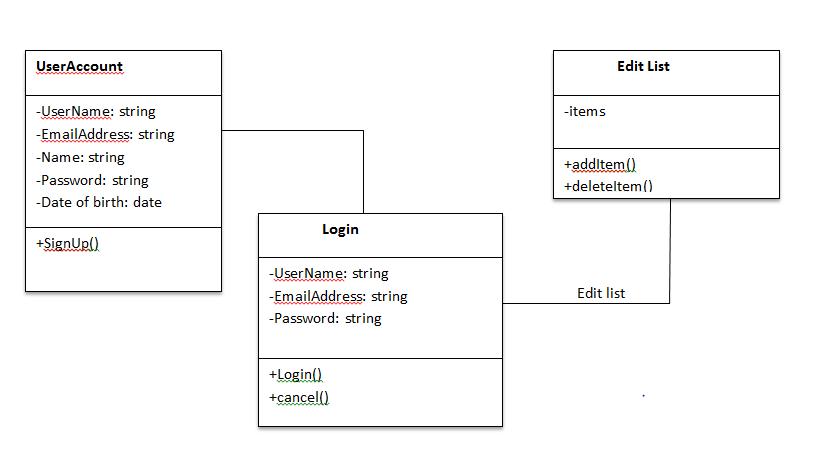 UserAccount
-UserName: string
-EmailAddress: string
-Name: string
-Password: string
-Date of birth: date
+SignUp()
Login
-UserName: string
-EmailAddress: string
-Password: string
+Login()
+cancel()
Edit List
-items
+addItem()
+deleteItem()
Edit list